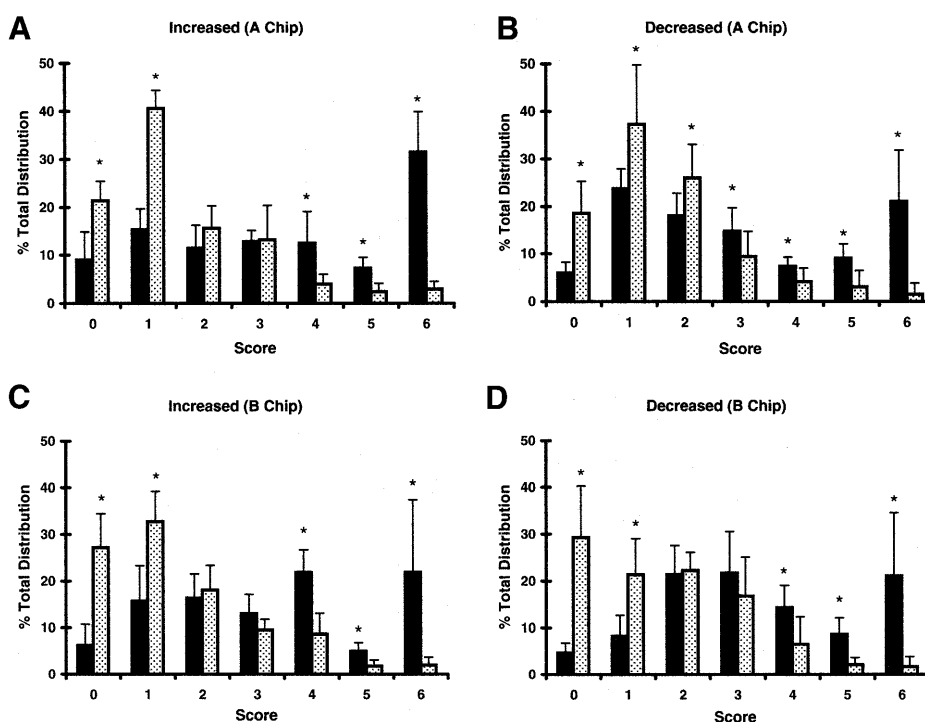 A
Increased (A Chip)
% Total Distribution
50
40
30
20
10
0
*
*
*
*
*
0 1 2 3 4 5 6
Score
B
Decreased (A Chip)
% Total Distribution
50
40
30
20
10
0
*
*
*
*
*
*
*
0 1 2 3 4 5 6
Score
C
Increased (B Chip)
% Total Distribution
50
40
30
20
10
0
*
*
*
*
*
0 1 2 3 4 5 6
Score
D
Decreased (B Chip)
% Total Distribution
50
40
30
20
10
0
*
*
*
*
*
0 1 2 3 4 5 6
Score